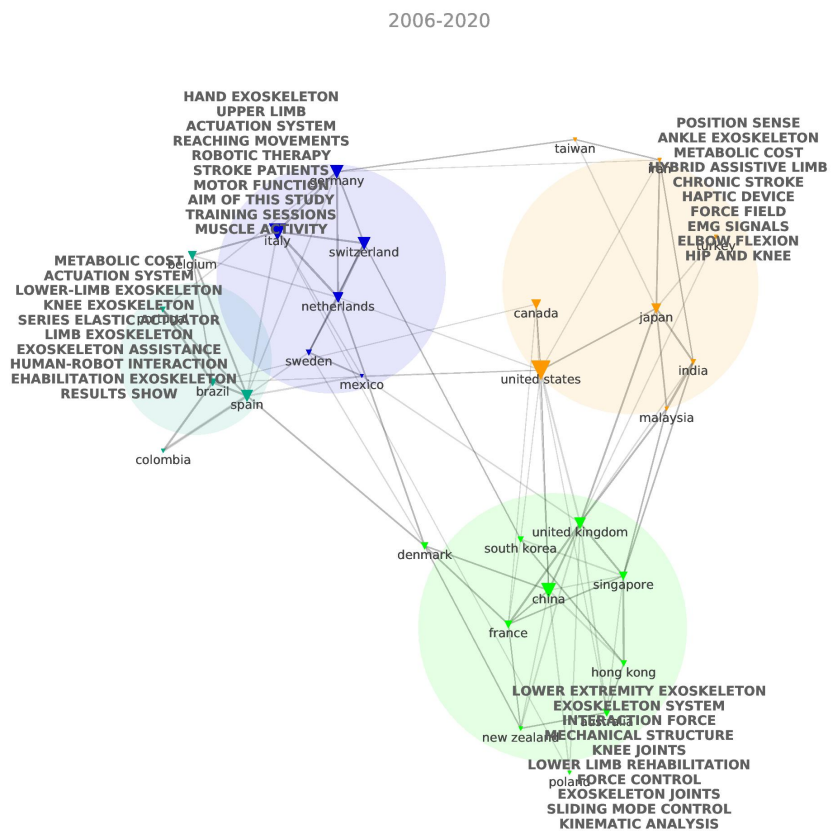 2006-2020
HAND EXOSKELETON
UPPER LIMB
ACTUATION SYSTEM
REACHING MOVEMENTS
ROBOTIC THERAPY
STROKE PATIENTS
MOTOR FUNCTION
AIM OF THIS STUDY
TRAINING SESSIONS
MUSCLE ACTIVITY
germany
italy
switzerland
netherlands
sweden
mexico
taiwan
POSITION SENSE
ANKLE EXOSKELETON
METABOLIC COST
HYBRID ASSISTIVE LIMB
CHRONIC STROKE
HAPTIC DEVICE
FORCE FIELD
EMG SIGNALS
ELBOW FLEXION
HIP AND KNEE
iran
turkey
canada
japan
united states
india
malaysia
belgium
METABOLIC COST
ACTUATION SYSTEM
LOWER-LIMB EXOSKELETON
KNEE EXOSKELETON
SERIES ELASTIC ACTUATOR
LIMB EXOSKELETON
EXOSKELETON ASSISTANCE
HUMAN-ROBOT INTERACTION
EHABILITATION EXOSKELETON
RESULTS SHOW
portugal
brazil
spain
colombia
denmark
united kingdom
south korea
singapore
china
france
hong kong
australia
new zealand
poland
LOWER EXTREMITY EXOSKELETON
EXOSKELETON SYSTEM
INTERACTION FORCE
MECHANICAL STRUCTURE
KNEE JOINTS
LOWER LIMB REHABILITATION
FORCE CONTROL
EXOSKELETON JOINTS
SLIDING MODE CONTROL
KINEMATIC ANALYSIS